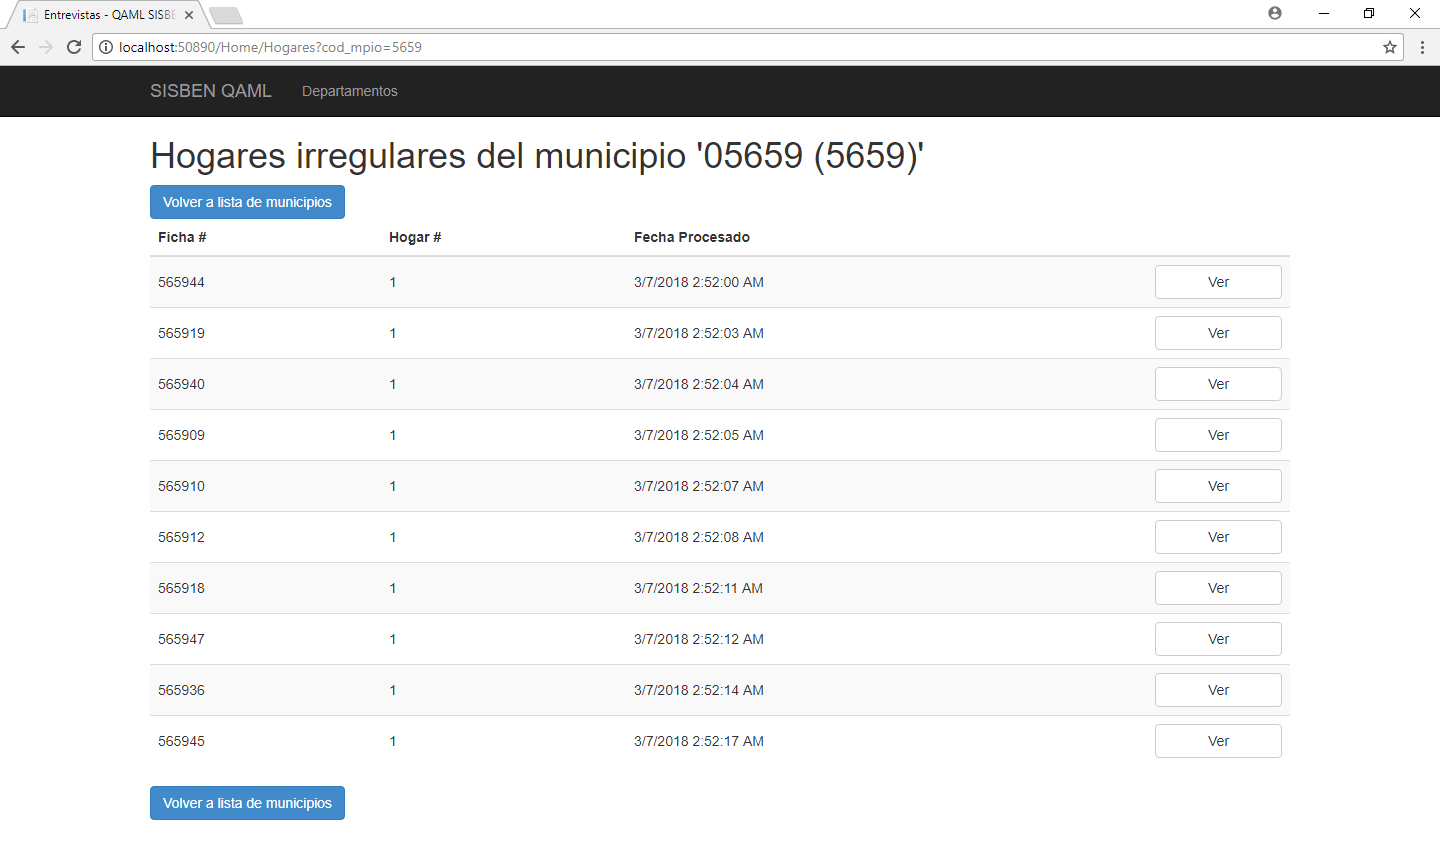 Entrevistas - QAML SISBE
localhost:50890/Home/Hogares?cod_mpio=5659
SISBEN QAML Departamentos
Hogares irregulares del municipio '05659 (5659)'
Volver a lista de municipios
Ficha # Hogar # Fecha Procesado
565944 1 3/7/2018 2:52:00 AM Ver
565919 1 3/7/2018 2:52:03 AM Ver
565940 1 3/7/2018 2:52:04 AM Ver
565909 1 3/7/2018 2:52:05 AM Ver
565910 1 3/7/2018 2:52:07 AM Ver
565912 1 3/7/2018 2:52:08 AM Ver
565918 1 3/7/2018 2:52:11 AM Ver
565947 1 3/7/2018 2:52:12 AM Ver
565936 1 3/7/2018 2:52:14 AM Ver
565945 1 3/7/2018 2:52:17 AM Ver
Volver a lista de municipios